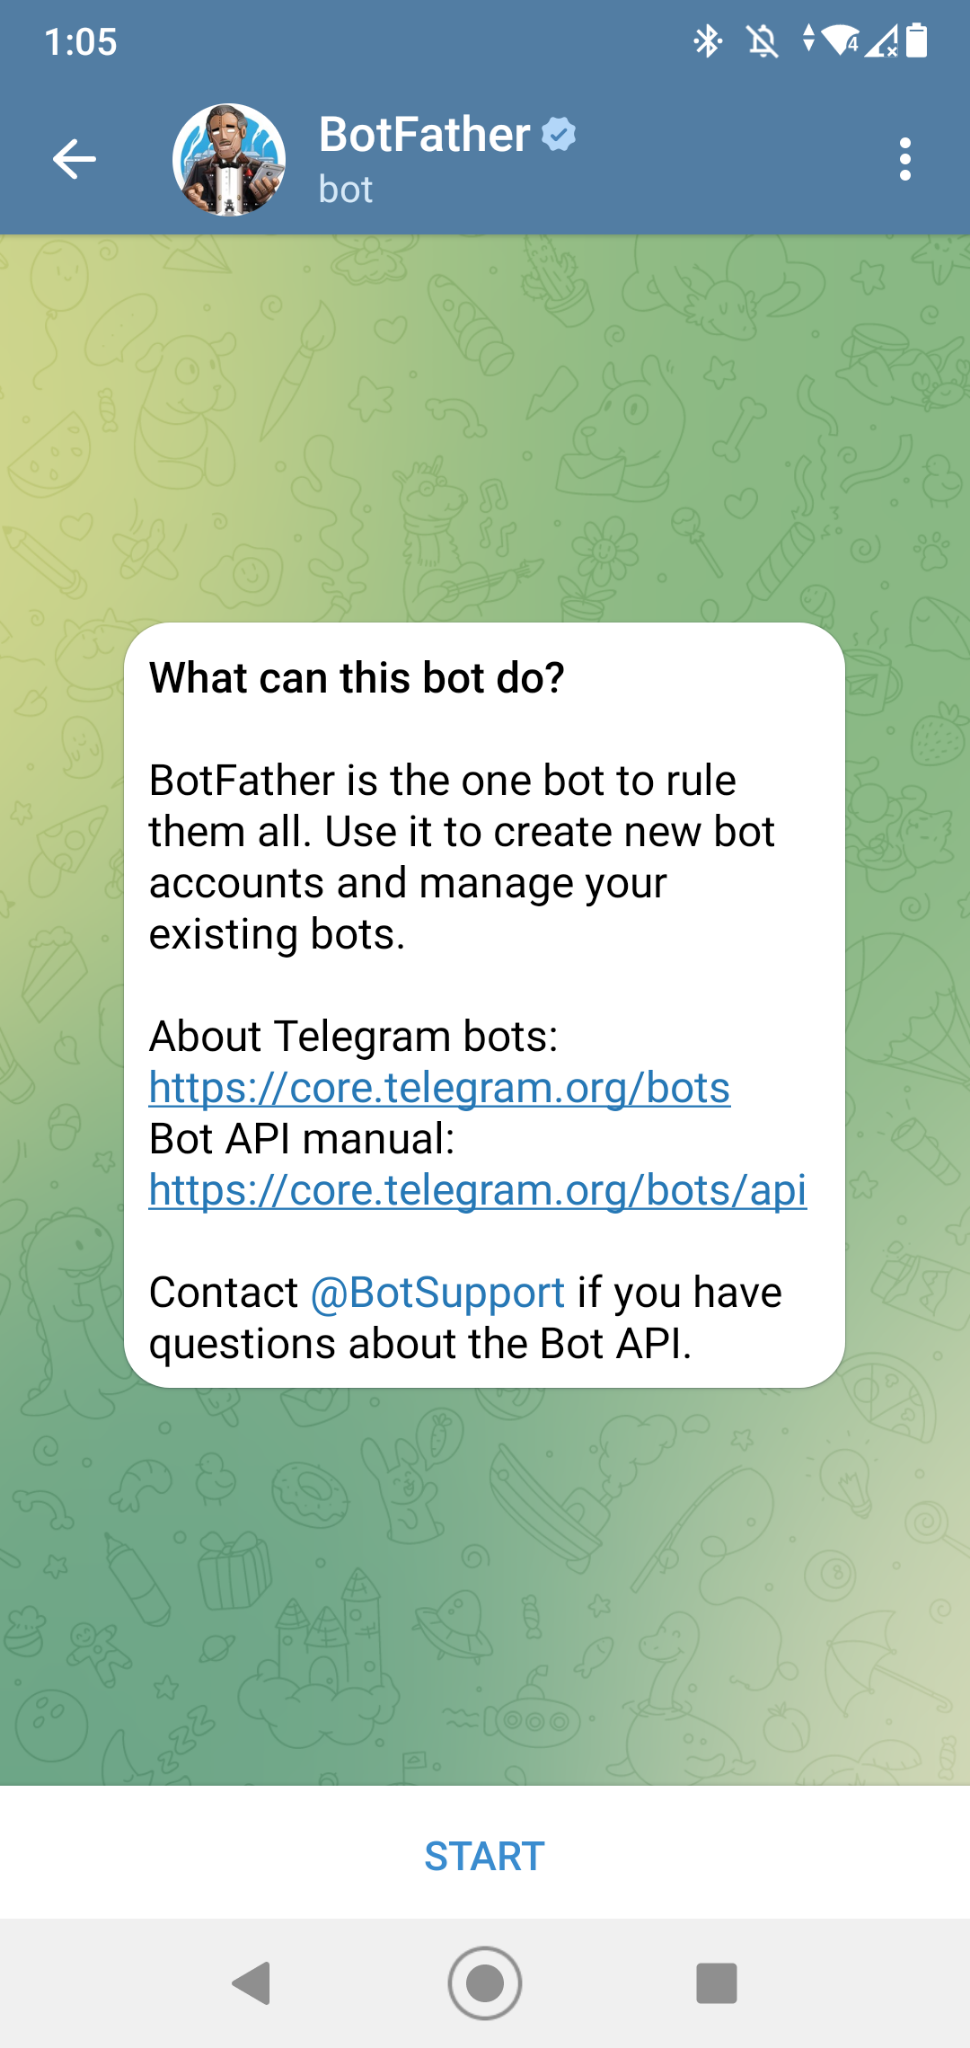 1:05
4
BotFather
bot
What can this bot do?
BotFather is the one bot to rule
them all. Use it to create new bot
accounts and manage your
existing bots.
About Telegram bots:
https://core.telegram.org/bots
Bot API manual:
https://core.telegram.org/bots/api
Contact @BotSupport if you have
questions about the Bot API.
START